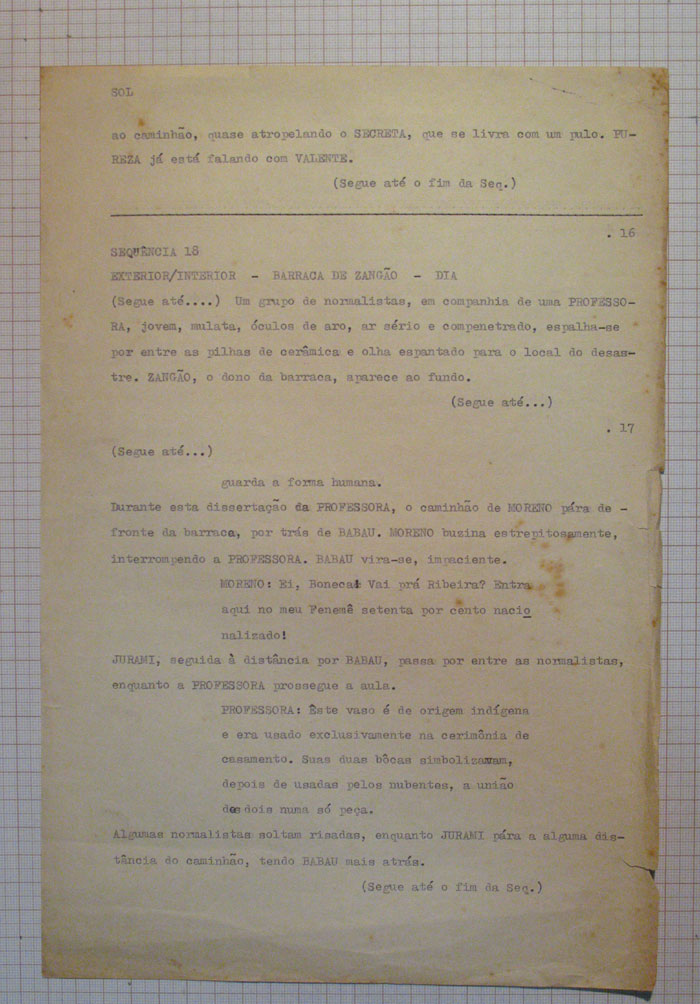 SOL
ao caminhão, quase atropelando o SECRETA, que se livra com um pulo. PU-
REZA já está falando com VALENTE.
(Segue até o fim da Seq.)
. 16
SEQUÊNCIA 18
EXTERIOR/INTERIOR - BARRACA DE ZANGÃO - DIA
(Segue até....) Um grupo de normalistas, em companhia de uma PROFESSO-
RA, jovem, mulata, óculos de aro, ar sério e compenetrado, espalha-se
por entre as pilhas de cerâmica e olha espantado para o local do desas-
tre. ZANGÃO, o dono da barraca, aparece ao fundo.
(Segue até...)
. 17
(Segue até...)
guarda a forma humana.
Durante esta dissertação da PROFESSORA, o caminhão de MORENO pára de -
fronte da barraca, por trás de BABAU. MORENO buzina estrepitosamente,
interrompendo a PROFESSORA. BABAU vira-se, impaciente.
MORENO: Ei, Boneca! Vai prá Ribeira? Entra
aqui no meu Fenemê setenta por cento nacio
nalizado!
JURAMI, seguida à distância por BABAU, passa por entre as normalistas,
enquanto a PROFESSORA prossegue a aula.
PROFESSORA: Êste vaso é de origem indígena
e era usado exclusivamente na cerimônia de
casamento. Suas duas bôcas simbolizavam,
depois de usadas pelos nubentes, a união
dos dois numa só peça.
Algumas normalistas soltam risadas, enquanto JURAMI pára a alguma dis-
tância do caminhão, tendo BABAU mais atrás.
(Segue até o fim da Seq.)